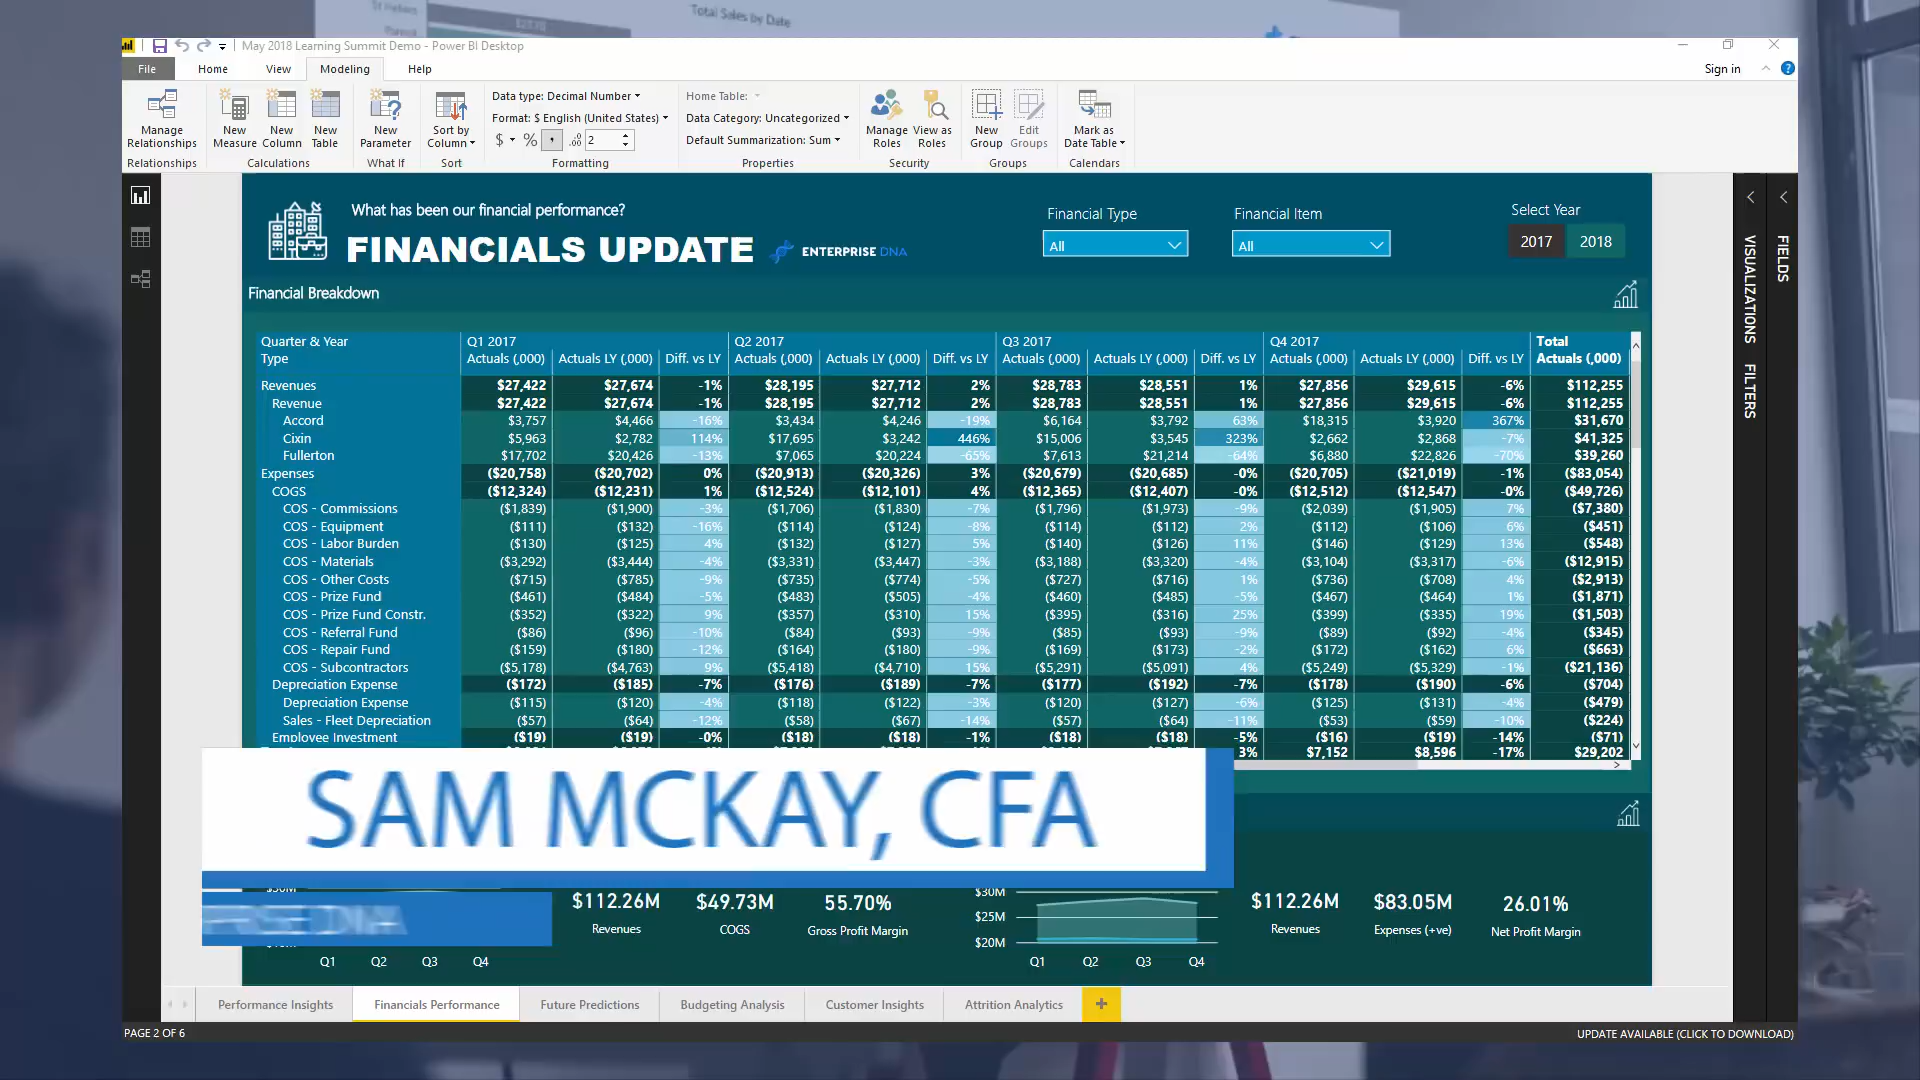 Total Sales by Date
May 2018 Learning Summit Demo - Power BI Desktop
File Home View Modeling Help Sign in
Data type: Decimal Number Home Table:
Format: $ English (United States) Data Category: Uncategorized
$ % , .00 2 Default Summarization: Sum
Manage Relationships New Measure New Column New Table New Parameter Sort by Column Manage Roles View as Roles New Group Edit Groups Mark as Date Table
Relationships Calculations What If Sort Formatting Properties Security Groups Calendars
What has been our financial performance?
FINANCIALS UPDATE
ENTERPRISE DNA
Financial Type
All
Financial Item
All
Select Year
2017 2018
VISUALIZATIONS
FILTERS
FIELDS
Financial Breakdown
Quarter & Year Q1 2017 Q2 2017 Q3 2017 Q4 2017 Total
Type Actuals (,000) Actuals LY (,000) Diff. vs LY Actuals (,000) Actuals LY (,000) Diff. vs LY Actuals (,000) Actuals LY (,000) Diff. vs LY Actuals (,000) Actuals LY (,000) Diff. vs LY Actuals (,000)
Revenues $27,422 $27,674 -1% $28,195 $27,712 2% $28,783 $28,551 1% $27,856 $29,615 -6% $112,255
Revenue $27,422 $27,674 -1% $28,195 $27,712 2% $28,783 $28,551 1% $27,856 $29,615 -6% $112,255
Accord $3,757 $4,466 -16% $3,434 $4,246 -19% $6,164 $3,792 63% $18,315 $3,920 367% $31,670
Cixin $5,963 $2,782 114% $17,695 $3,242 446% $15,006 $3,545 323% $2,662 $2,868 -7% $41,325
Fullerton $17,702 $20,426 -13% $7,065 $20,224 -65% $7,613 $21,214 -64% $6,880 $22,826 -70% $39,260
Expenses ($20,758) ($20,702) 0% ($20,913) ($20,326) 3% ($20,679) ($20,685) -0% ($20,705) ($21,019) -1% ($83,054)
COGS ($12,324) ($12,231) 1% ($12,524) ($12,101) 4% ($12,365) ($12,407) -0% ($12,512) ($12,547) -0% ($49,726)
COS - Commissions ($1,839) ($1,900) -3% ($1,706) ($1,830) -7% ($1,796) ($1,973) -9% ($2,039) ($1,905) 7% ($7,380)
COS - Equipment ($111) ($132) -16% ($114) ($124) -8% ($114) ($112) 2% ($112) ($106) 6% ($451)
COS - Labor Burden ($130) ($125) 4% ($132) ($127) 5% ($140) ($126) 11% ($146) ($129) 13% ($548)
COS - Materials ($3,292) ($3,444) -4% ($3,331) ($3,447) -3% ($3,188) ($3,320) -4% ($3,104) ($3,317) -6% ($12,915)
COS - Other Costs ($715) ($785) -9% ($735) ($774) -5% ($727) ($716) 1% ($736) ($708) 4% ($2,913)
COS - Prize Fund ($461) ($484) -5% ($483) ($505) -4% ($460) ($485) -5% ($467) ($464) 1% ($1,871)
COS - Prize Fund Constr. ($352) ($322) 9% ($357) ($310) 15% ($395) ($316) 25% ($399) ($335) 19% ($1,503)
COS - Referral Fund ($86) ($96) -10% ($84) ($93) -9% ($85) ($93) -9% ($89) ($92) -4% ($345)
COS - Repair Fund ($159) ($180) -12% ($164) ($180) -9% ($169) ($173) -2% ($172) ($162) 6% ($663)
COS - Subcontractors ($5,178) ($4,763) 9% ($5,418) ($4,710) 15% ($5,291) ($5,091) 4% ($5,249) ($5,329) -1% ($21,136)
Depreciation Expense ($172) ($185) -7% ($176) ($189) -7% ($177) ($192) -7% ($178) ($190) -6% ($704)
Depreciation Expense ($115) ($120) -4% ($118) ($122) -3% ($120) ($127) -6% ($125) ($131) -4% ($479)
Sales - Fleet Depreciation ($57) ($64) -12% ($58) ($67) -14% ($57) ($64) -11% ($53) ($59) -10% ($224)
Employee Investment ($19) ($19) -0% ($18) ($18) -1% ($18) ($18) -5% ($16) ($19) -14% ($71)
3% $7,152 $8,596 -17% $29,202
SAM MCKAY, CFA
$112.26M $49.73M 55.70% $30M $112.26M $83.05M 26.01%
Revenues COGS Gross Profit Margin $25M Revenues Expenses (+ve) Net Profit Margin
$20M
Q1 Q2 Q3 Q4 Q1 Q2 Q3 Q4
Performance Insights Financials Performance Future Predictions Budgeting Analysis Customer Insights Attrition Analytics +
PAGE 2 OF 6 UPDATE AVAILABLE (CLICK TO DOWNLOAD)